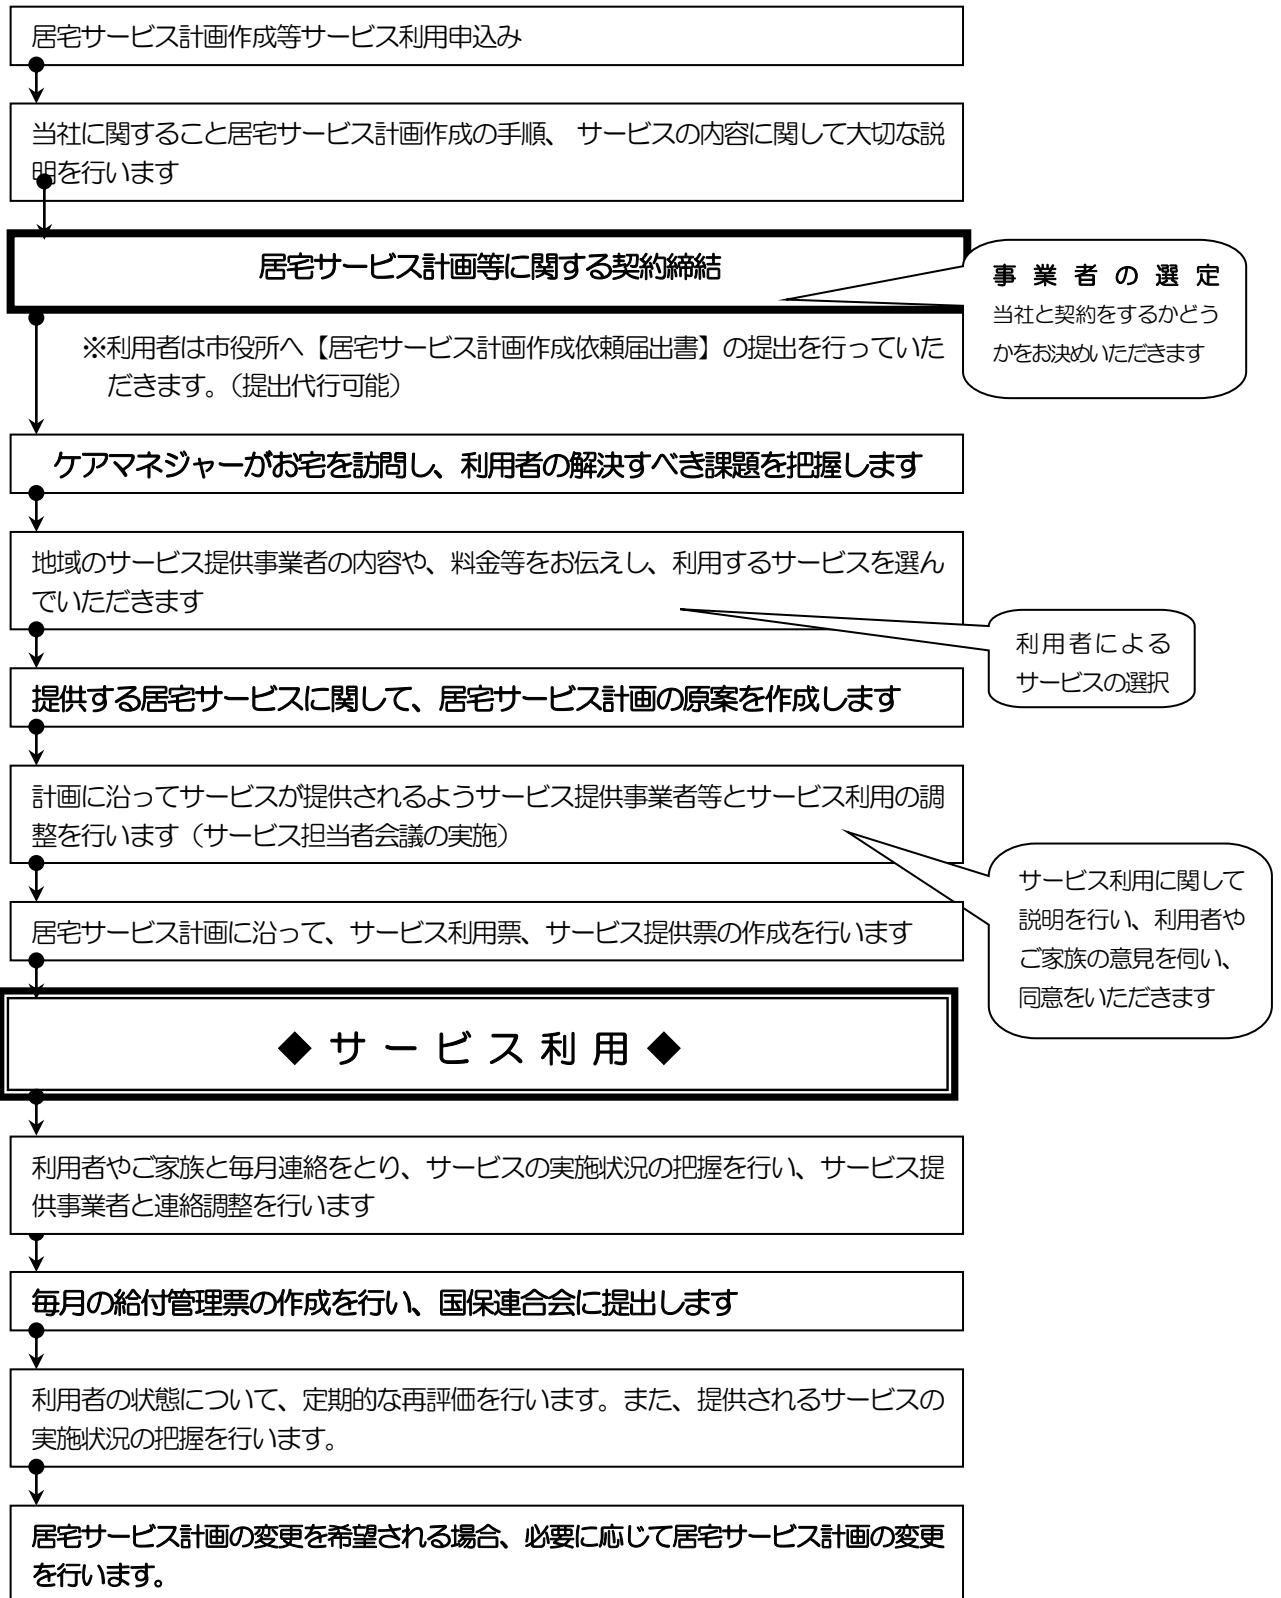 居宅サービス計画作成等サービス利用申込み
当社に関すること居宅サービス計画作成の手順、 サービスの内容に関して大切な説
明を行います
居宅サービス計画等に関する契約締結
事 業 者 の 選 定
当社と契約をするかどう
かをお決めいただきます
※利用者は市役所へ【居宅サービス計画作成依頼届出書】の提出を行っていた
だきます。（提出代行可能）
ケアマネジャーがお宅を訪問し、利用者の解決すべき課題を把握します
地域のサービス提供事業者の内容や、料金等をお伝えし、利用するサービスを選ん
でいただきます
利用者による
サービスの選択
提供する居宅サービスに関して、居宅サービス計画の原案を作成します
計画に沿ってサービスが提供されるようサービス提供事業者等とサービス利用の調
整を行います（サービス担当者会議の実施）
サービス利用に関して
説明を行い、利用者や
ご家族の意見を伺い、
同意をいただきます
居宅サービス計画に沿って、サービス利用票、サービス提供票の作成を行います
◆ サ ー ビ ス 利 用 ◆
利用者やご家族と毎月連絡をとり、サービスの実施状況の把握を行い、サービス提
供事業者と連絡調整を行います
毎月の給付管理票の作成を行い、国保連合会に提出します
利用者の状態について、定期的な再評価を行います。また、提供されるサービスの
実施状況の把握を行います。
居宅サービス計画の変更を希望される場合、必要に応じて居宅サービス計画の変更
を行います。